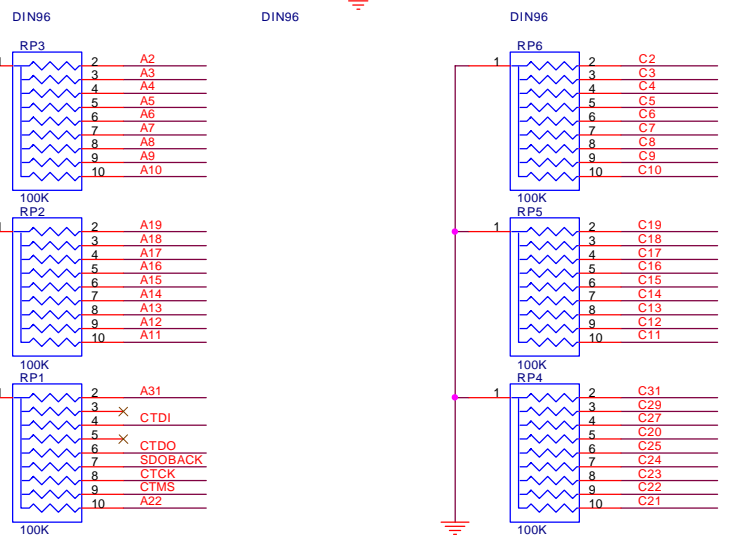 DIN96 DIN96 DIN96
RP3
1 2 A2
3 A3
4 A4
5 A5
6 A6
7 A7
8 A8
9 A9
10 A10
100K
RP2
1 2 A19
3 A18
4 A17
5 A16
6 A15
7 A14
8 A13
9 A12
10 A11
100K
RP1
1 2 A31
3
4 CTDI
5
6 CTDO
7 SDOBACK
8 CTCK
9 CTMS
10 A22
100K
RP6
1 2 C2
3 C3
4 C4
5 C5
6 C6
7 C7
8 C8
9 C9
10 C10
100K
RP5
1 2 C19
3 C18
4 C17
5 C16
6 C15
7 C14
8 C13
9 C12
10 C11
100K
RP4
1 2 C31
3 C29
4 C27
5 C20
6 C25
7 C24
8 C23
9 C22
10 C21
100K